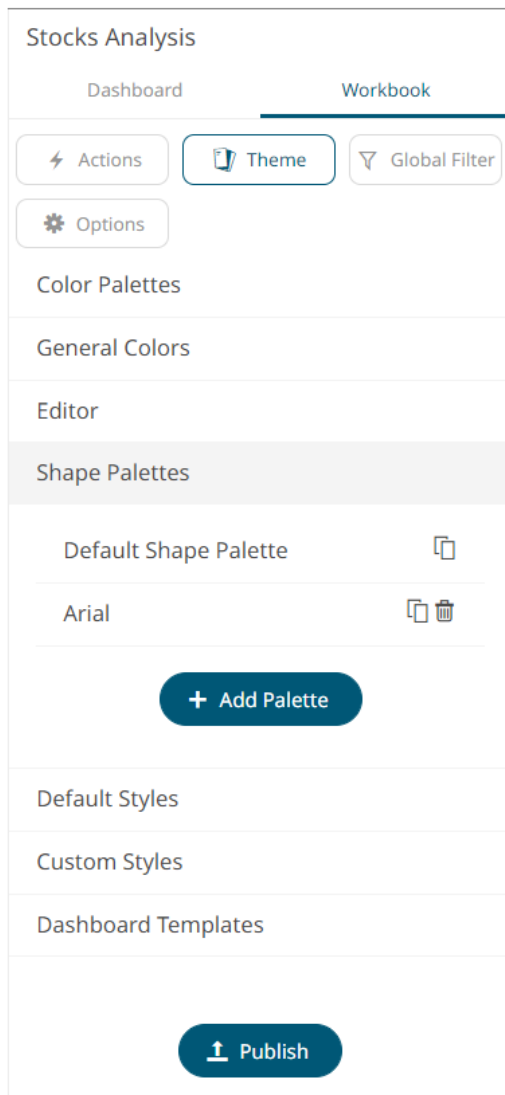 Stocks Analysis
Dashboard Workbook
Actions Theme Global Filter
Options
Color Palettes
General Colors
Editor
Shape Palettes
Default Shape Palette
Arial
+ Add Palette
Default Styles
Custom Styles
Dashboard Templates
Publish